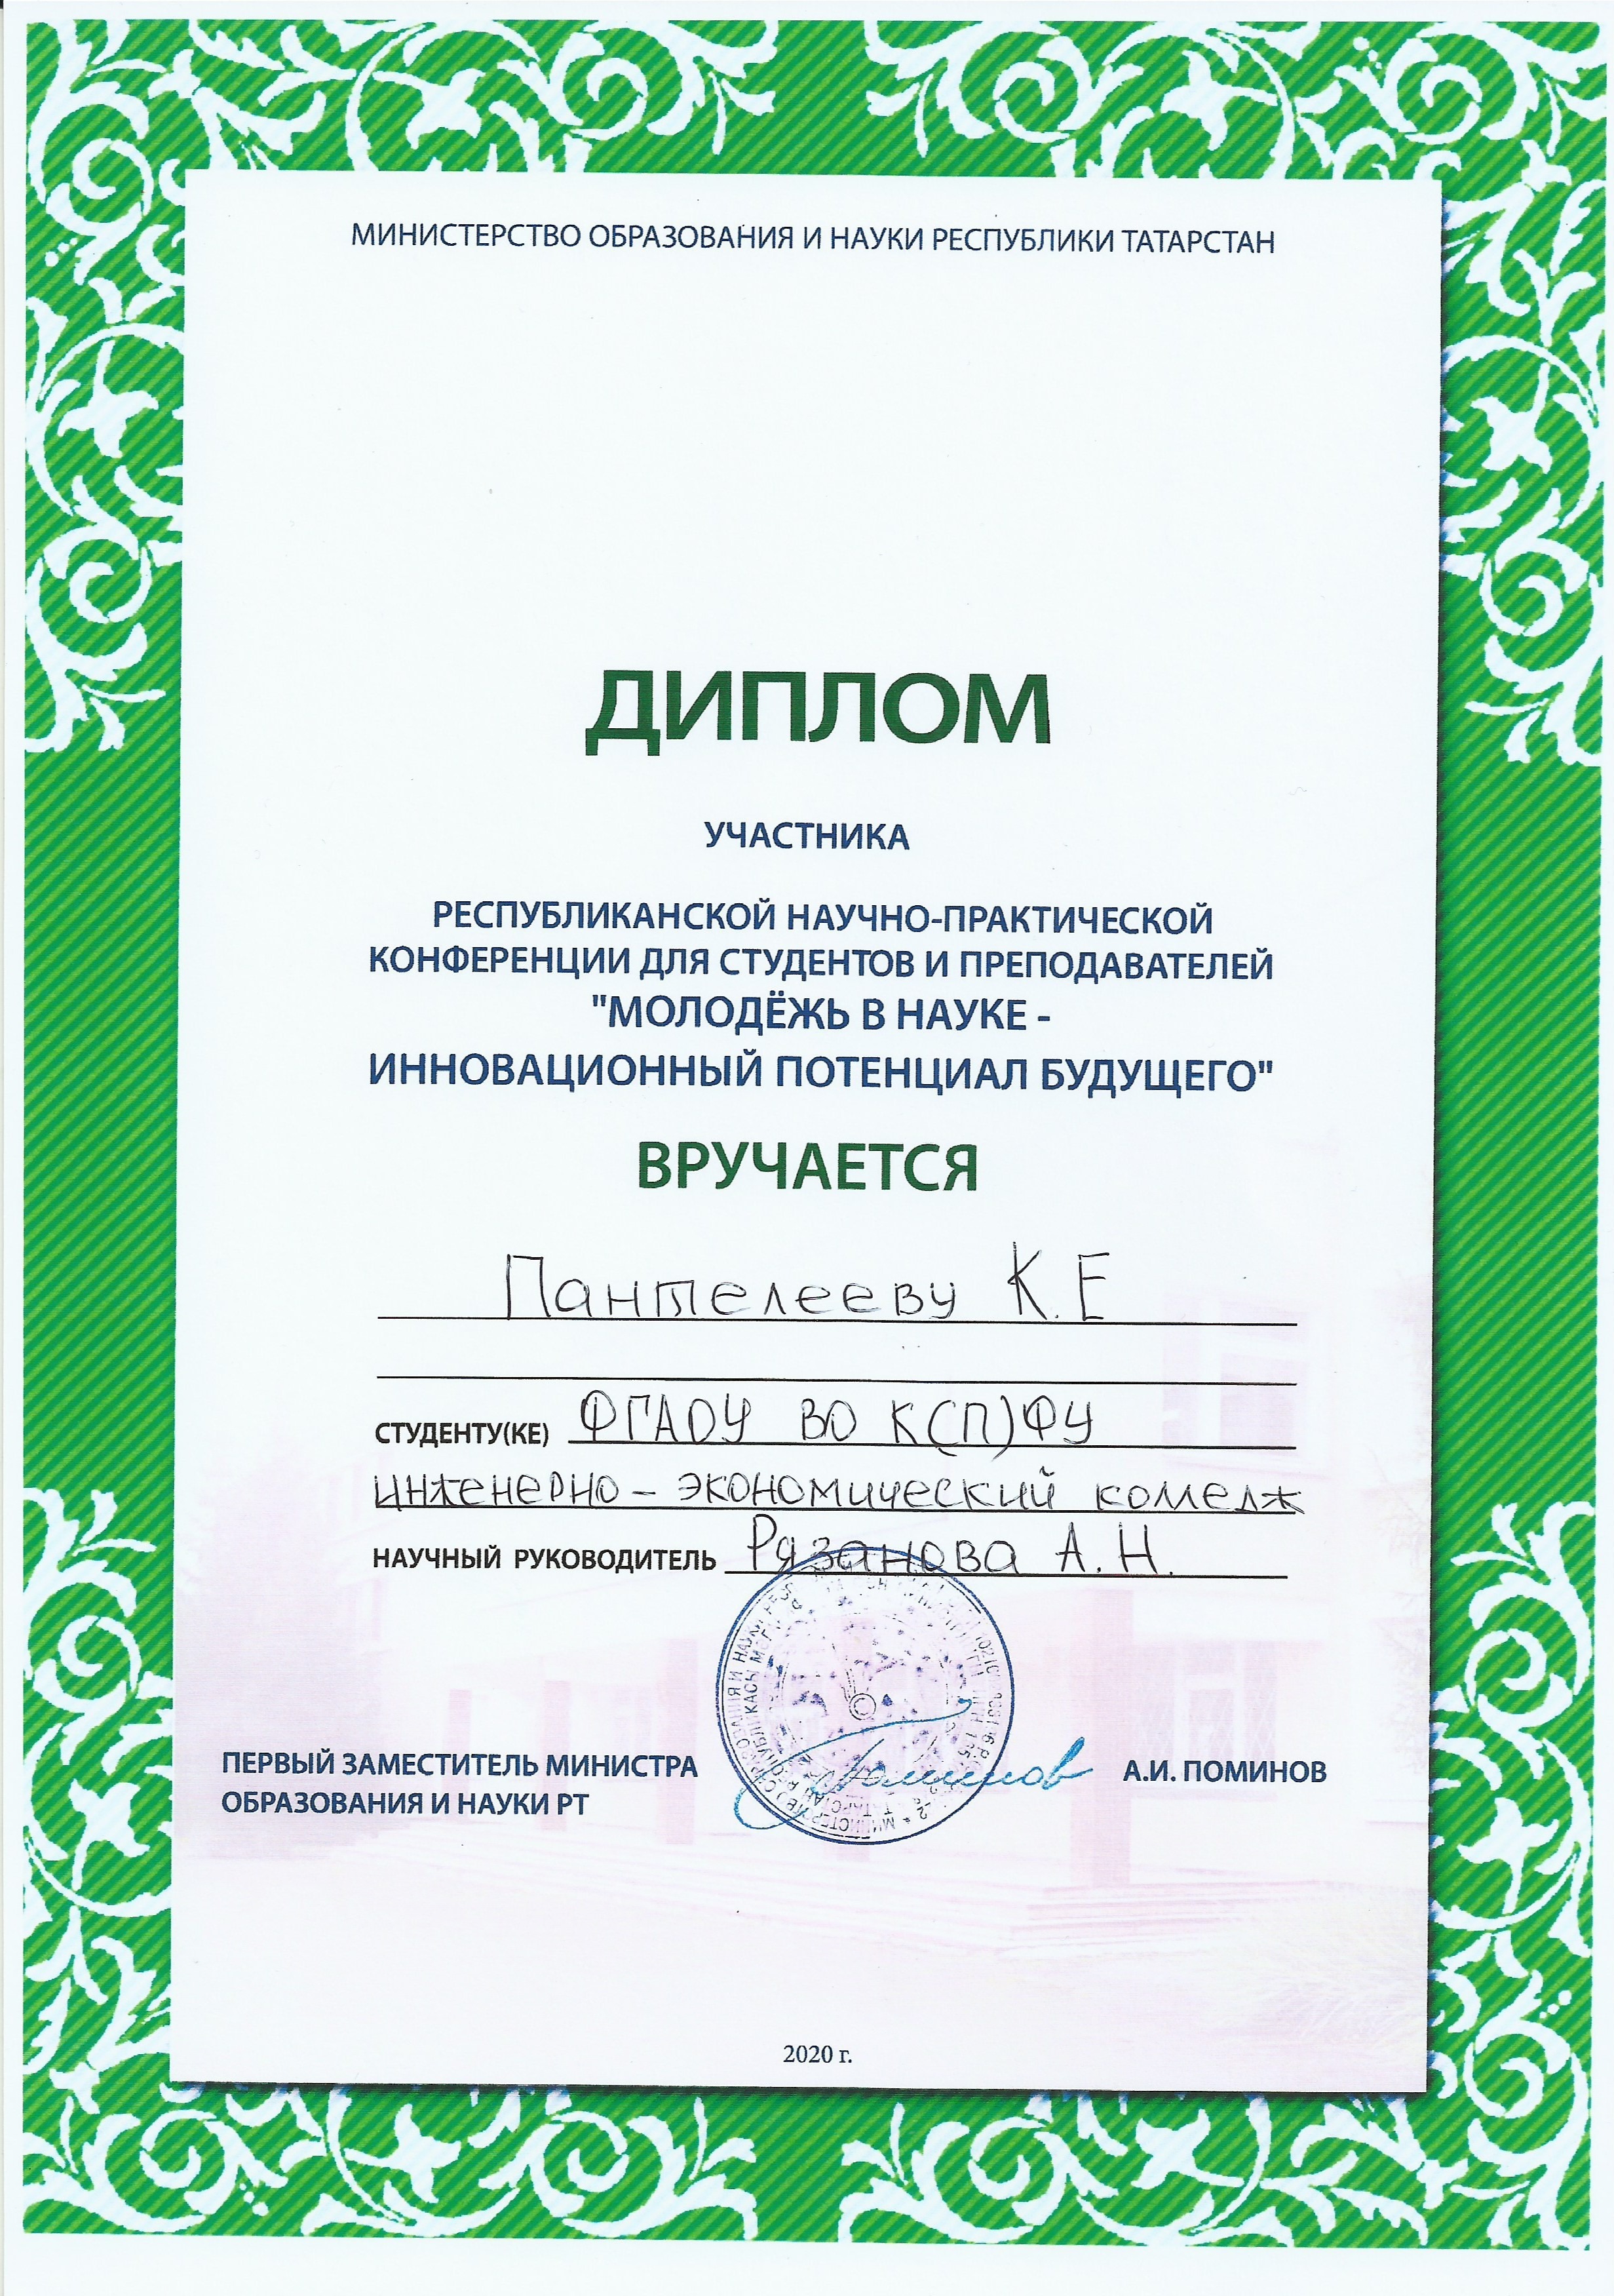 МИНИСТЕРСТВО ОБРАЗОВАНИЯ И НАУКИ РЕСПУБЛИКИ ТАТАРСТАН
ДИПЛОМ
УЧАСТНИКА
РЕСПУБЛИКАНСКОЙ НАУЧНО-ПРАКТИЧЕСКОЙ
КОНФЕРЕНЦИИ ДЛЯ СТУДЕНТОВ И ПРЕПОДАВАТЕЛЕЙ
"МОЛОДЁЖЬ В НАУКЕ -
ИННОВАЦИОННЫЙ ПОТЕНЦИАЛ БУДУЩЕГО"
ВРУЧАЕТСЯ
Пантелееву К.Е
СТУДЕНТУ(КЕ) ФГАОУ ВО К(П)ФУ
инженерно-экономический колледж
НАУЧНЫЙ РУКОВОДИТЕЛЬ Рязанова А.Н.
ПЕРВЫЙ ЗАМЕСТИТЕЛЬ МИНИСТРА
ОБРАЗОВАНИЯ И НАУКИ РТ
А.И. ПОМИНОВ
2020 г.